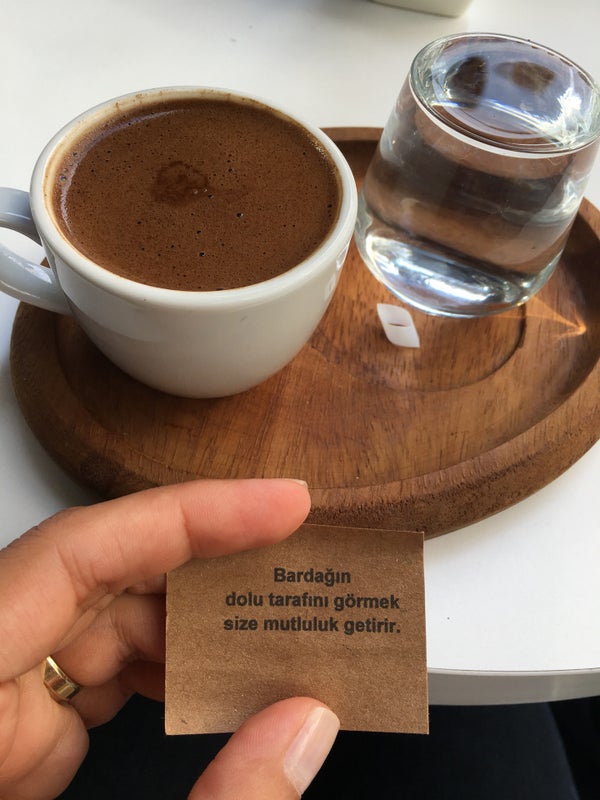 Bardağın
dolu tarafını görmek
size mutluluk getirir.